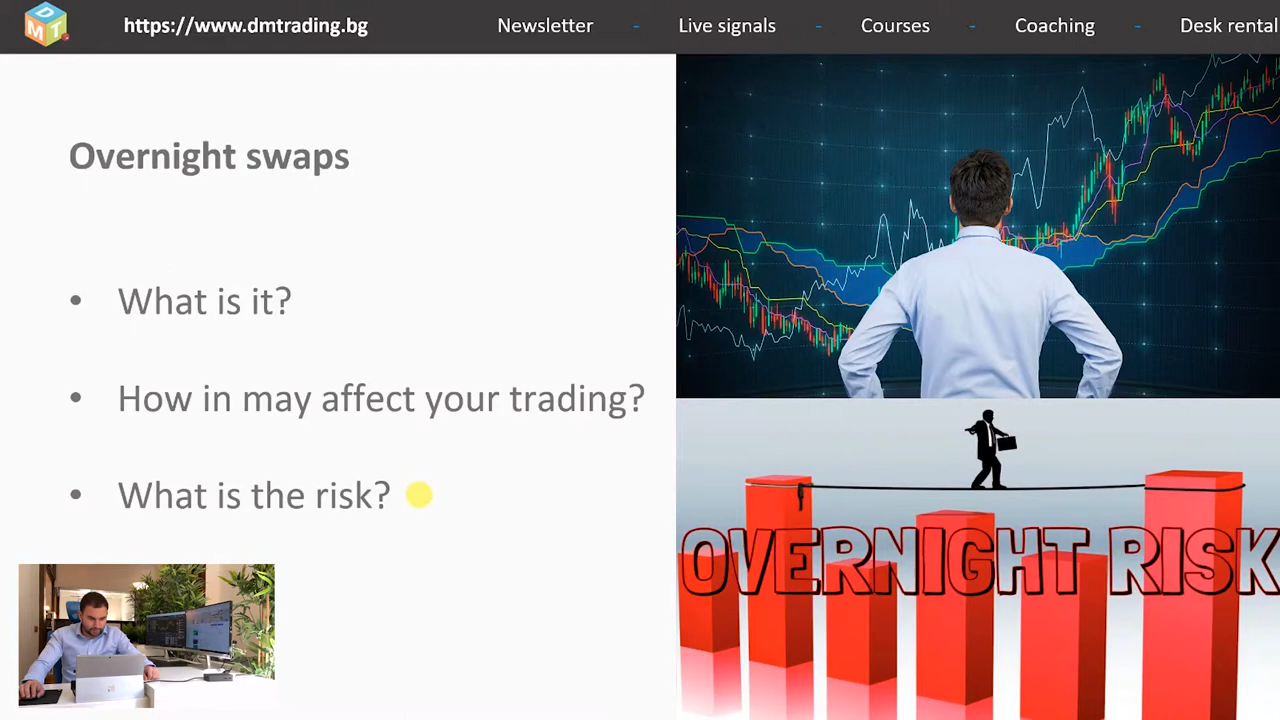 DMT
https://www.dmtrading.bg
Newsletter - Live signals - Courses - Coaching - Desk rental
Overnight swaps
• What is it?
• How in may affect your trading?
• What is the risk?
OVERNIGHT RISK